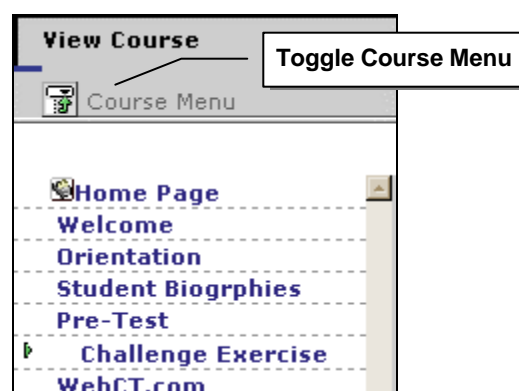 View Course
Toggle Course Menu
Course Menu
Home Page
Welcome
Orientation
Student Biogrphies
Pre-Test
Challenge Exercise
WebCT.com